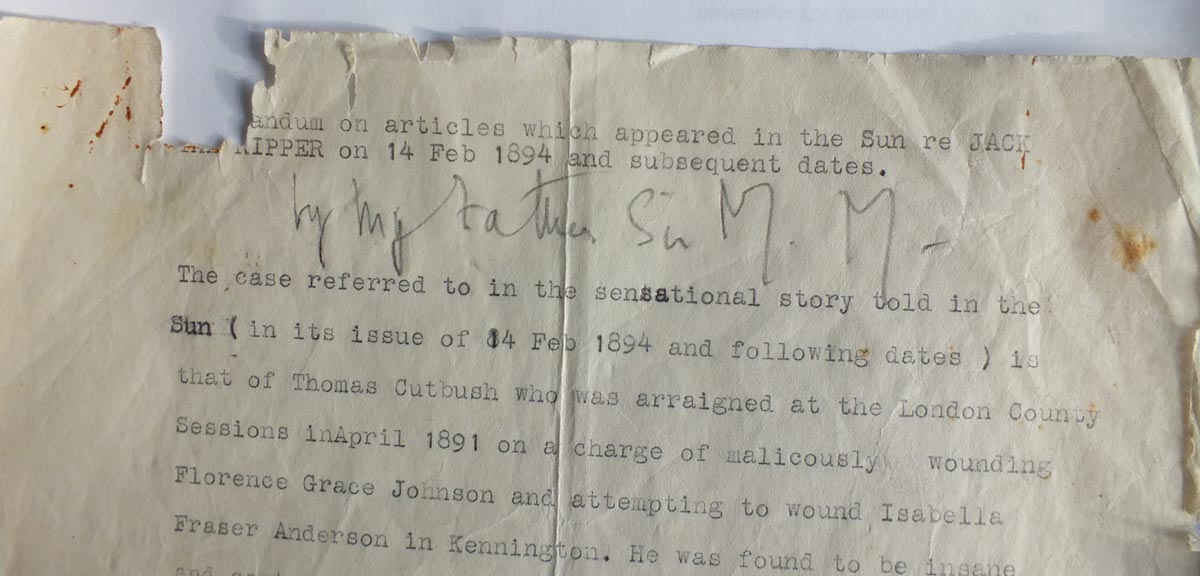 andum on articles which appeared in the Sun re JACK
RIPPER on 14 Feb 1894 and subsequent dates.
by my Father Sir M. M-
The case referred to in the sensational story told in the
Sun ( in its issue of 14 Feb 1894 and following dates ) is
that of Thomas Cutbush who was arraigned at the London County
Sessions inApril 1891 on a charge of malicously wounding
Florence Grace Johnson and attempting to wound Isabella
Fraser Anderson in Kennington. He was found to be insane